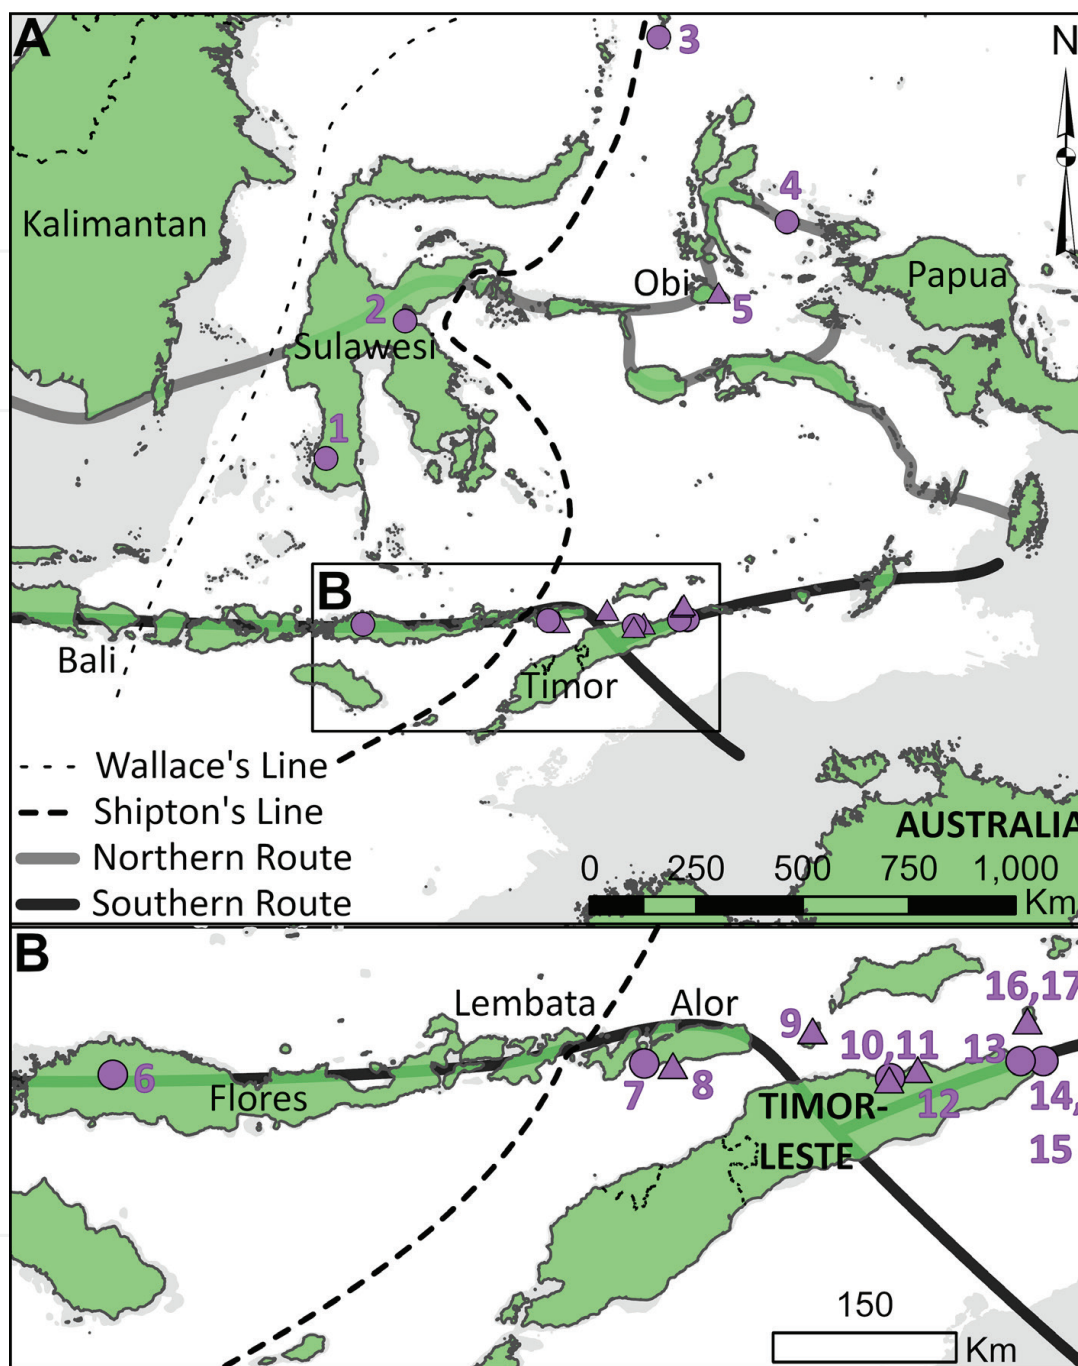 A
N
3
4
Kalimantan
Obi
Papua
5
2
Sulawesi
1
B
Bali
Timor
Wallace's Line
Shipton's Line
Northern Route
Southern Route
AUSTRALIA
0 250 500 750 1,000
Km
B
Lembata
Alor
16,17
9
10,11
13
6
Flores
7
8
12
14,
15
TIMOR-
LESTE
150
Km